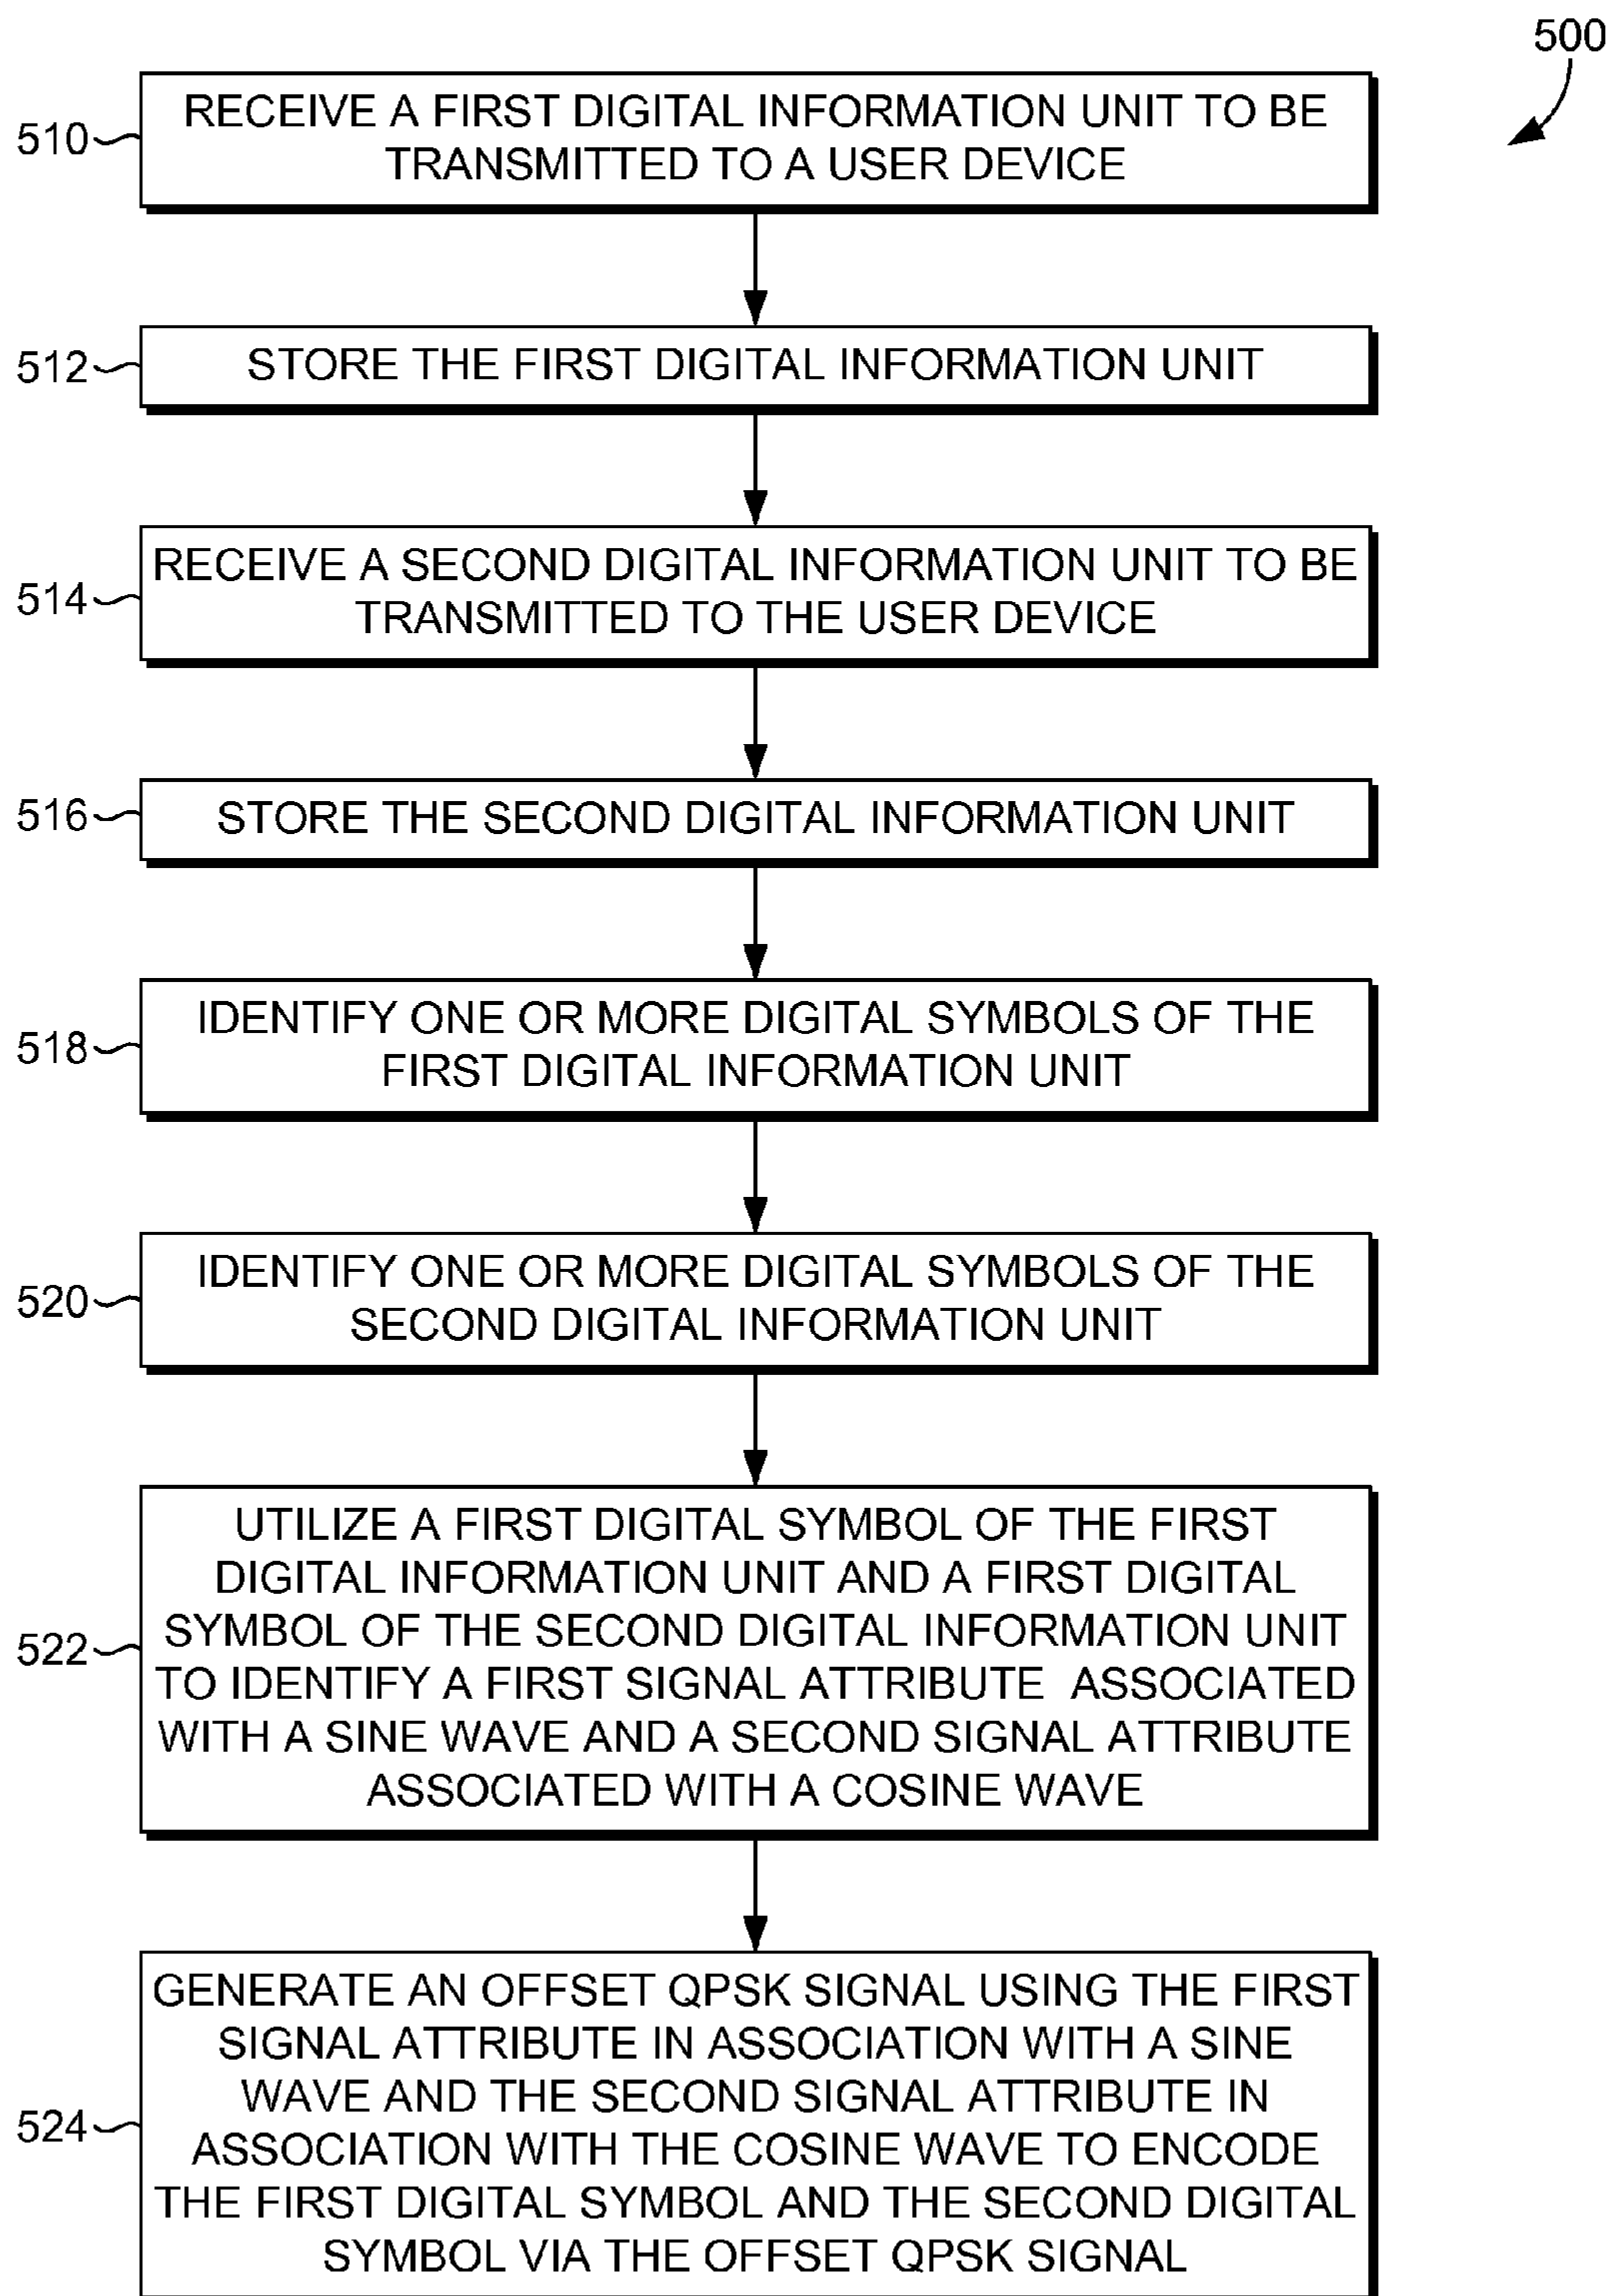 500
510
RECEIVE A FIRST DIGITAL INFORMATION UNIT TO BE
TRANSMITTED TO A USER DEVICE
512
STORE THE FIRST DIGITAL INFORMATION UNIT
514
RECEIVE A SECOND DIGITAL INFORMATION UNIT TO BE
TRANSMITTED TO THE USER DEVICE
516
STORE THE SECOND DIGITAL INFORMATION UNIT
518
IDENTIFY ONE OR MORE DIGITAL SYMBOLS OF THE
FIRST DIGITAL INFORMATION UNIT
520
IDENTIFY ONE OR MORE DIGITAL SYMBOLS OF THE
SECOND DIGITAL INFORMATION UNIT
522
UTILIZE A FIRST DIGITAL SYMBOL OF THE FIRST
DIGITAL INFORMATION UNIT AND A FIRST DIGITAL
SYMBOL OF THE SECOND DIGITAL INFORMATION UNIT
TO IDENTIFY A FIRST SIGNAL ATTRIBUTE ASSOCIATED
WITH A SINE WAVE AND A SECOND SIGNAL ATTRIBUTE
ASSOCIATED WITH A COSINE WAVE
524
GENERATE AN OFFSET QPSK SIGNAL USING THE FIRST
SIGNAL ATTRIBUTE IN ASSOCIATION WITH A SINE
WAVE AND THE SECOND SIGNAL ATTRIBUTE IN
ASSOCIATION WITH THE COSINE WAVE TO ENCODE
THE FIRST DIGITAL SYMBOL AND THE SECOND DIGITAL
SYMBOL VIA THE OFFSET QPSK SIGNAL